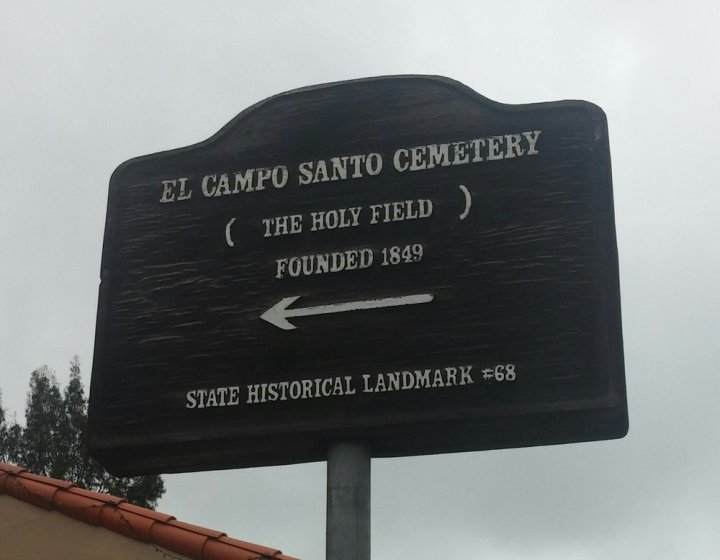 EL CAMPO SANTO CEMETERY
( THE HOLY FIELD )
FOUNDED 1849
STATE HISTORICAL LANDMARK #68